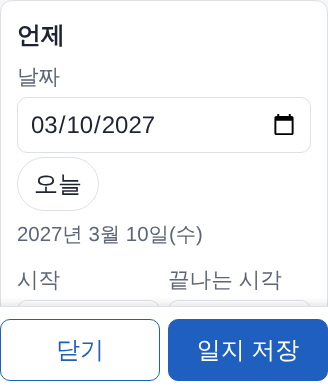 언제
날짜
03/10/2027
오늘
2027년 3월 10일(수)
시작 끝나는 시각
닫기 일지 저장